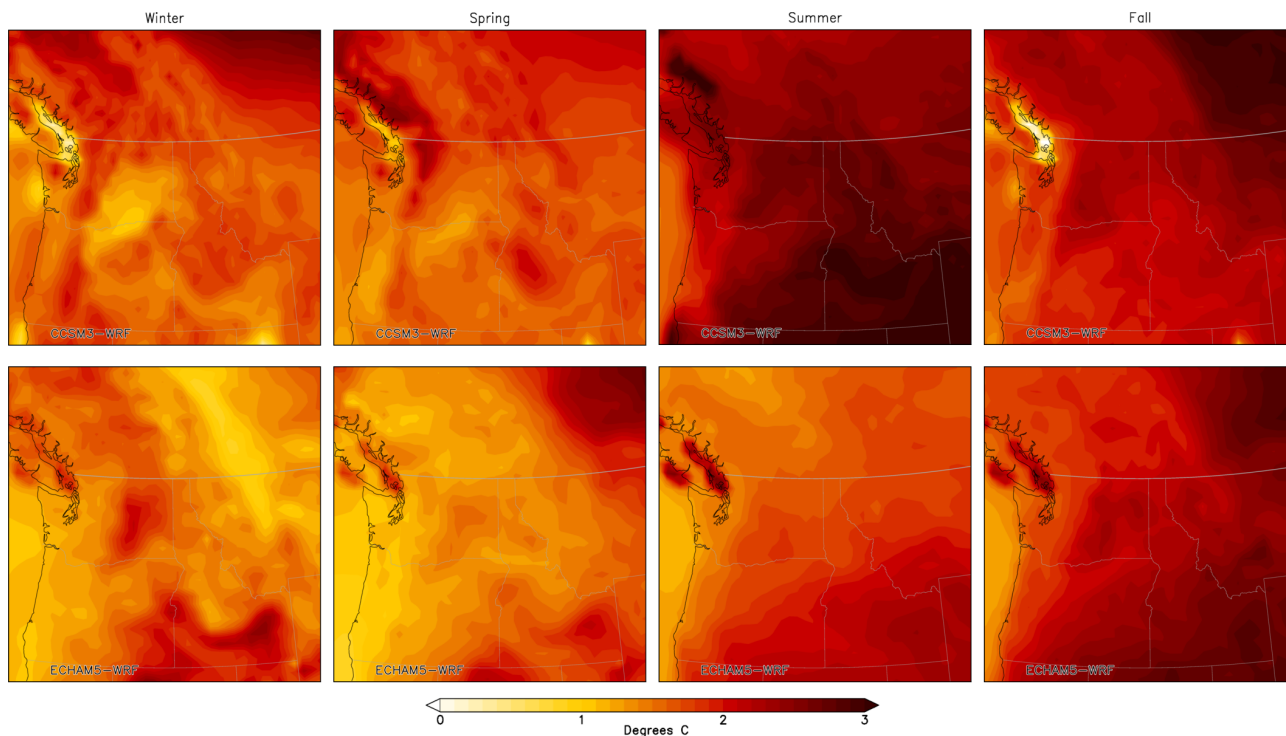 Winter Spring Summer Fall
CCSM3-WRF CCSM3-WRF CCSM3-WRF CCSM3-WRF
ECHAM5-WRF ECHAM5-WRF ECHAM5-WRF ECHAM5-WRF
0 1 2 3
Degrees C